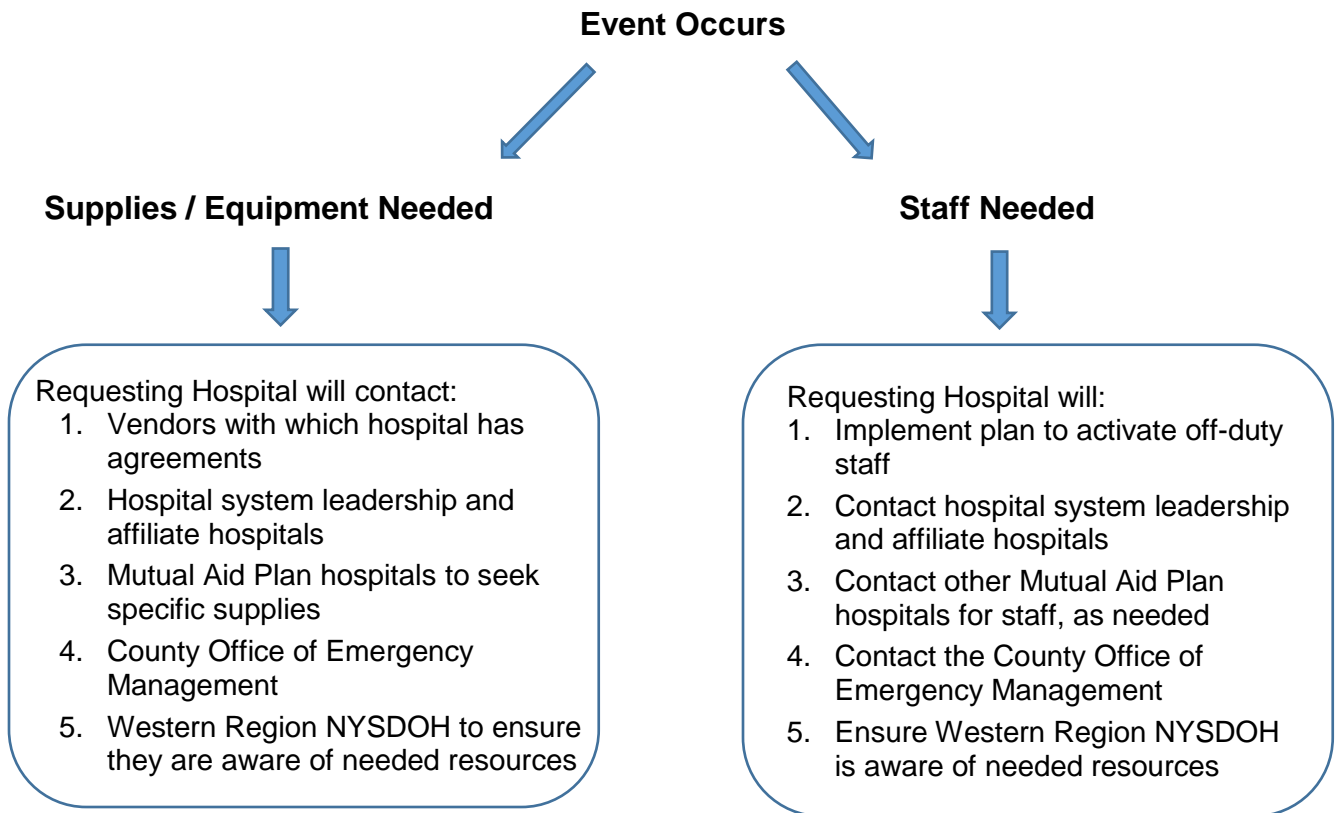 Event Occurs
Supplies / Equipment Needed
Staff Needed
Requesting Hospital will contact:
1. Vendors with which hospital has
agreements
2. Hospital system leadership and
affiliate hospitals
3. Mutual Aid Plan hospitals to seek
specific supplies
4. County Office of Emergency
Management
5. Western Region NYSDOH to ensure
they are aware of needed resources
Requesting Hospital will:
1. Implement plan to activate off-duty
staff
2. Contact hospital system leadership
and affiliate hospitals
3. Contact other Mutual Aid Plan
hospitals for staff, as needed
4. Contact the County Office of
Emergency Management
5. Ensure Western Region NYSDOH
is aware of needed resources